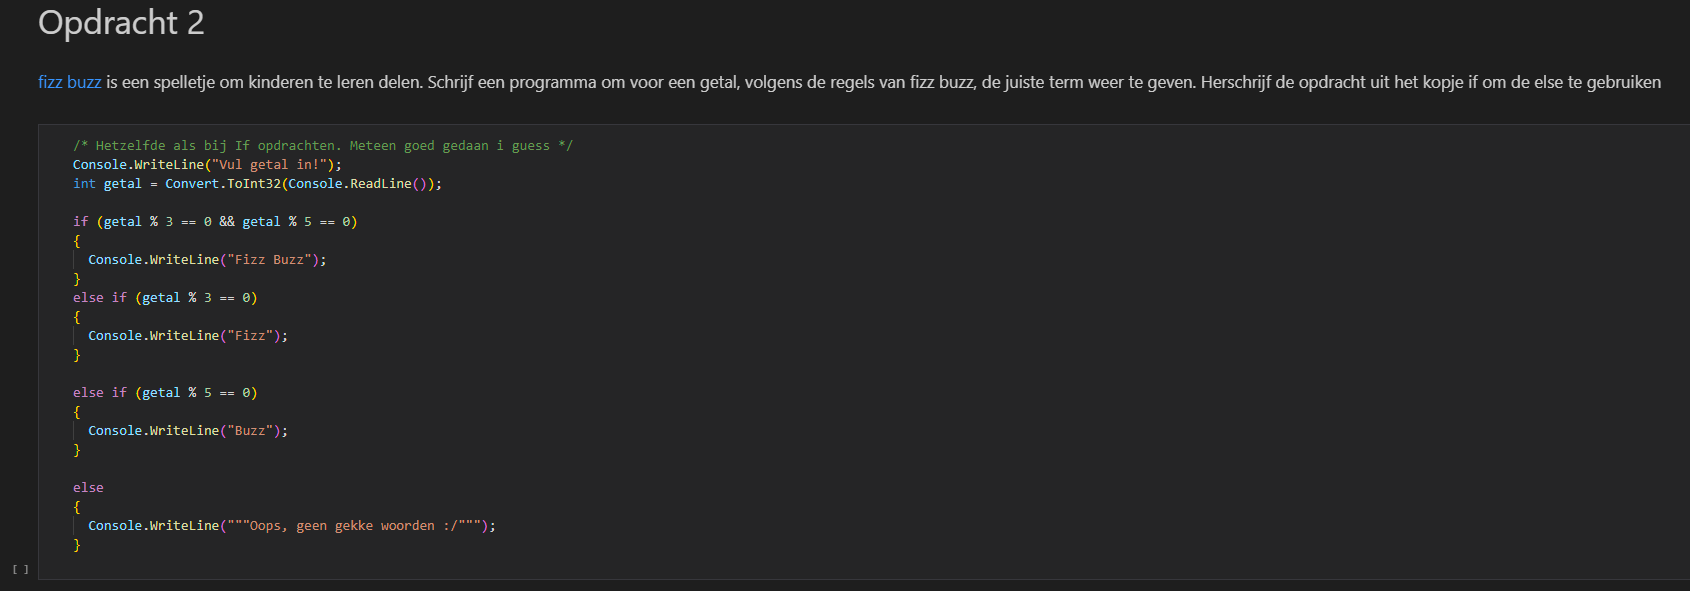 Opdracht 2
fizz buzz is een spelletje om kinderen te leren delen. Schrijf een programma om voor een getal, volgens de regels van fizz buzz, de juiste term weer te geven. Herschrijf de opdracht uit het kopje if om de else te gebruiken
/* Hetzelfde als bij If opdrachten. Meteen goed gedaan i guess */
Console.WriteLine("Vul getal in!");
int getal = Convert.ToInt32(Console.ReadLine());
if (getal % 3 == 0 && getal % 5 == 0)
{
Console.WriteLine("Fizz Buzz");
}
else if (getal % 3 == 0)
{
Console.WriteLine("Fizz");
}
else if (getal % 5 == 0)
{
Console.WriteLine("Buzz");
}
else
{
Console.WriteLine("""Oops, geen gekke woorden :/""");
}
[ ]